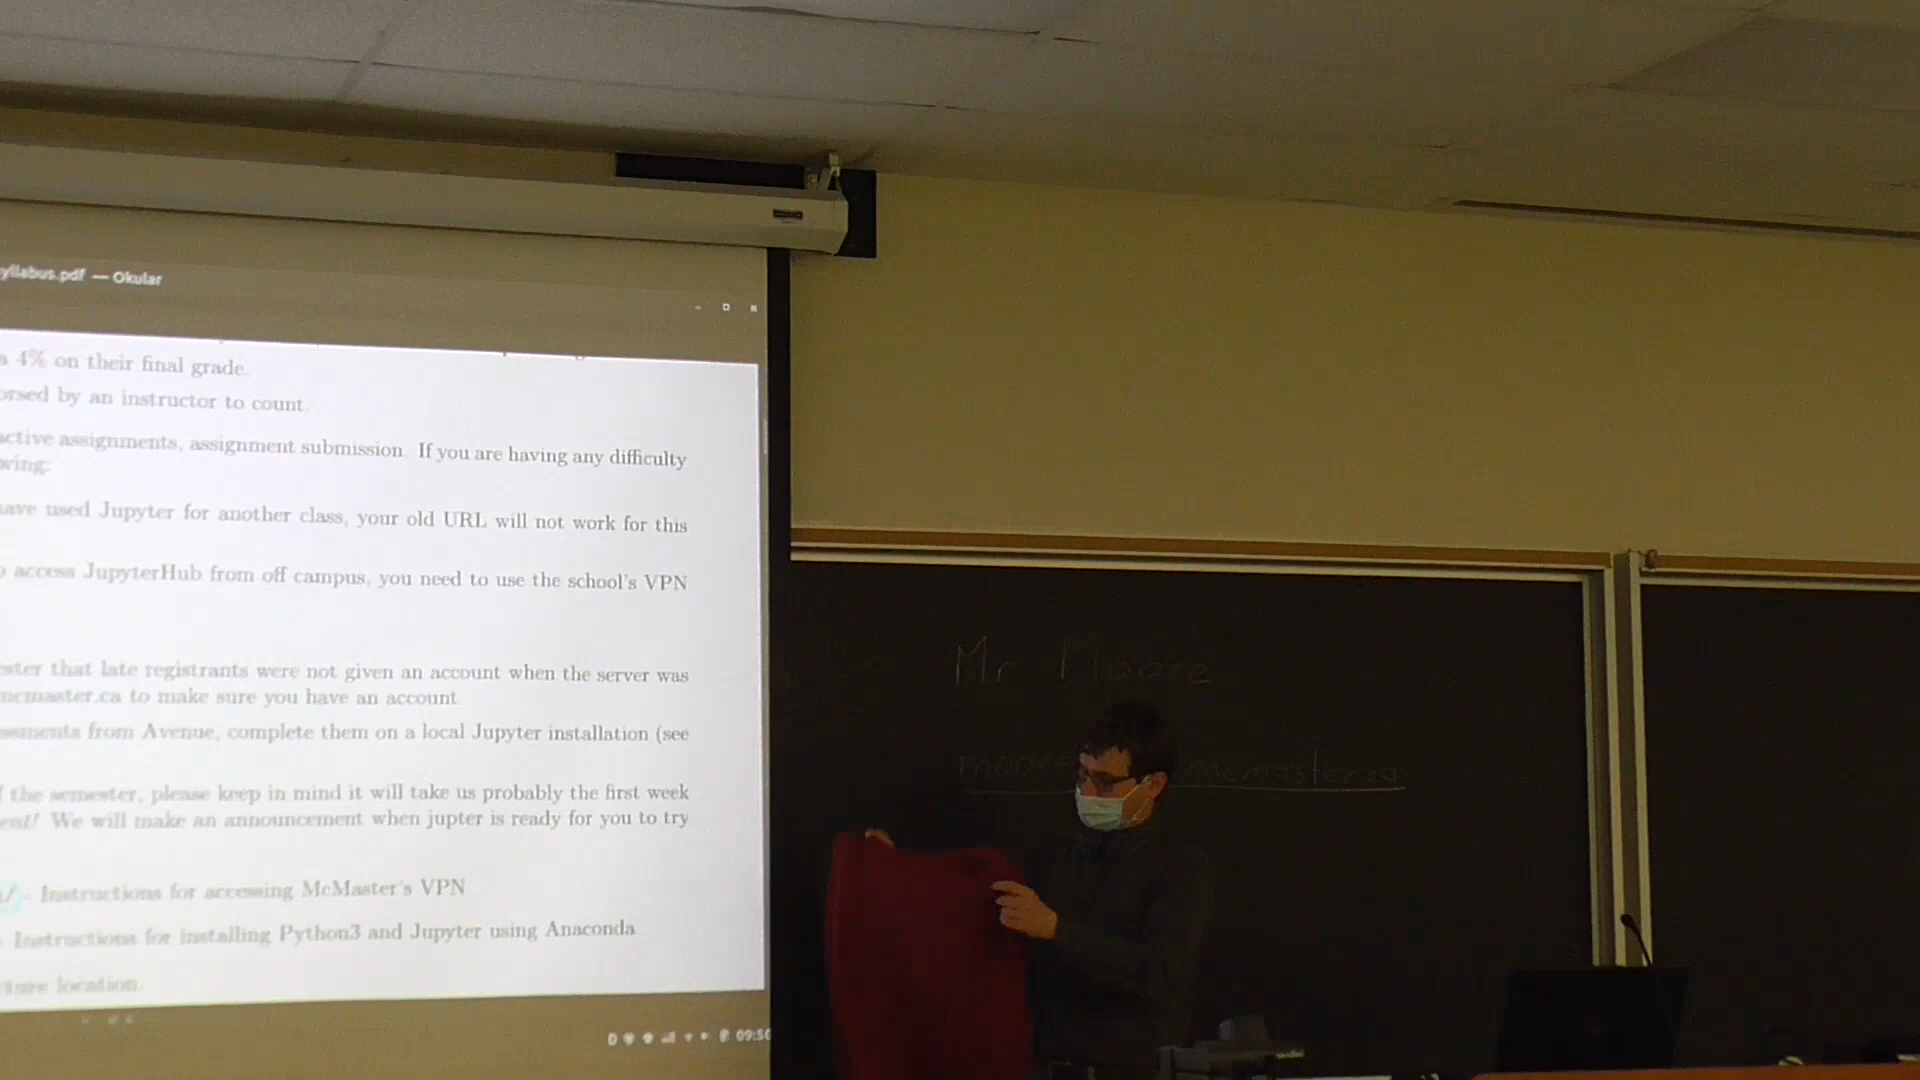 yllabus.pdf — Okular
4% on their final grade.
orsed by an instructor to count.
active assignments, assignment submission. If you are having any difficulty
wing:
have used Jupyter for another class, your old URL will not work for this
access JupyterHub from off campus, you need to use the school's VPN
ster that late registrants were not given an account when the server was
mcmaster.ca to make sure you have an account.
ssments from Avenue, complete them on a local Jupyter installation (see
the semester, please keep in mind it will take us probably the first week
ent! We will make an announcement when jupter is ready for you to try
/ - Instructions for accessing McMaster's VPN
- Instructions for installing Python3 and Jupyter using Anaconda
cture location.
09:50
Mr Moore
moore mcmaster.ca